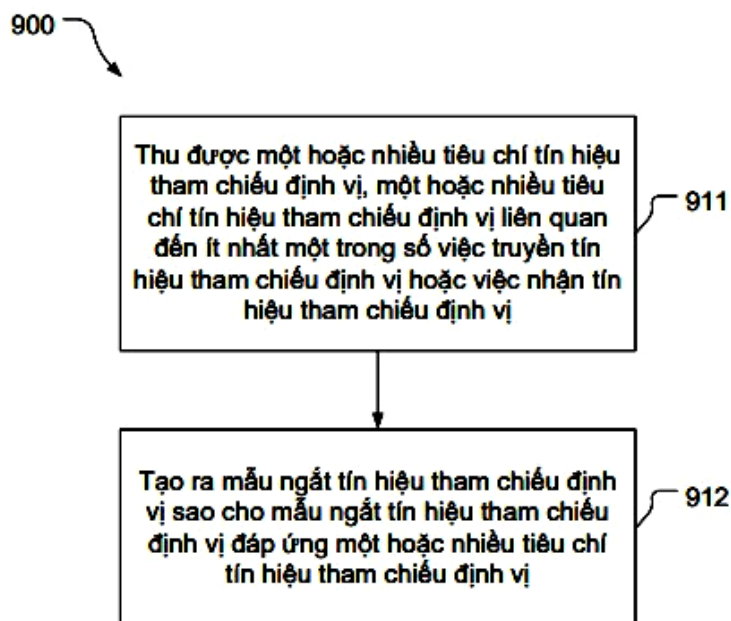 900
Thu được một hoặc nhiều tiêu chí tín hiệu
tham chiếu định vị, một hoặc nhiều tiêu
chí tín hiệu tham chiếu định vị liên quan
đến ít nhất một trong số việc truyền tín
hiệu tham chiếu định vị hoặc việc nhận tín
hiệu tham chiếu định vị
911
Tạo ra mẫu ngắt tín hiệu tham chiếu định
vị sao cho mẫu ngắt tín hiệu tham chiếu
định vị đáp ứng một hoặc nhiều tiêu chí
tín hiệu tham chiếu định vị
912